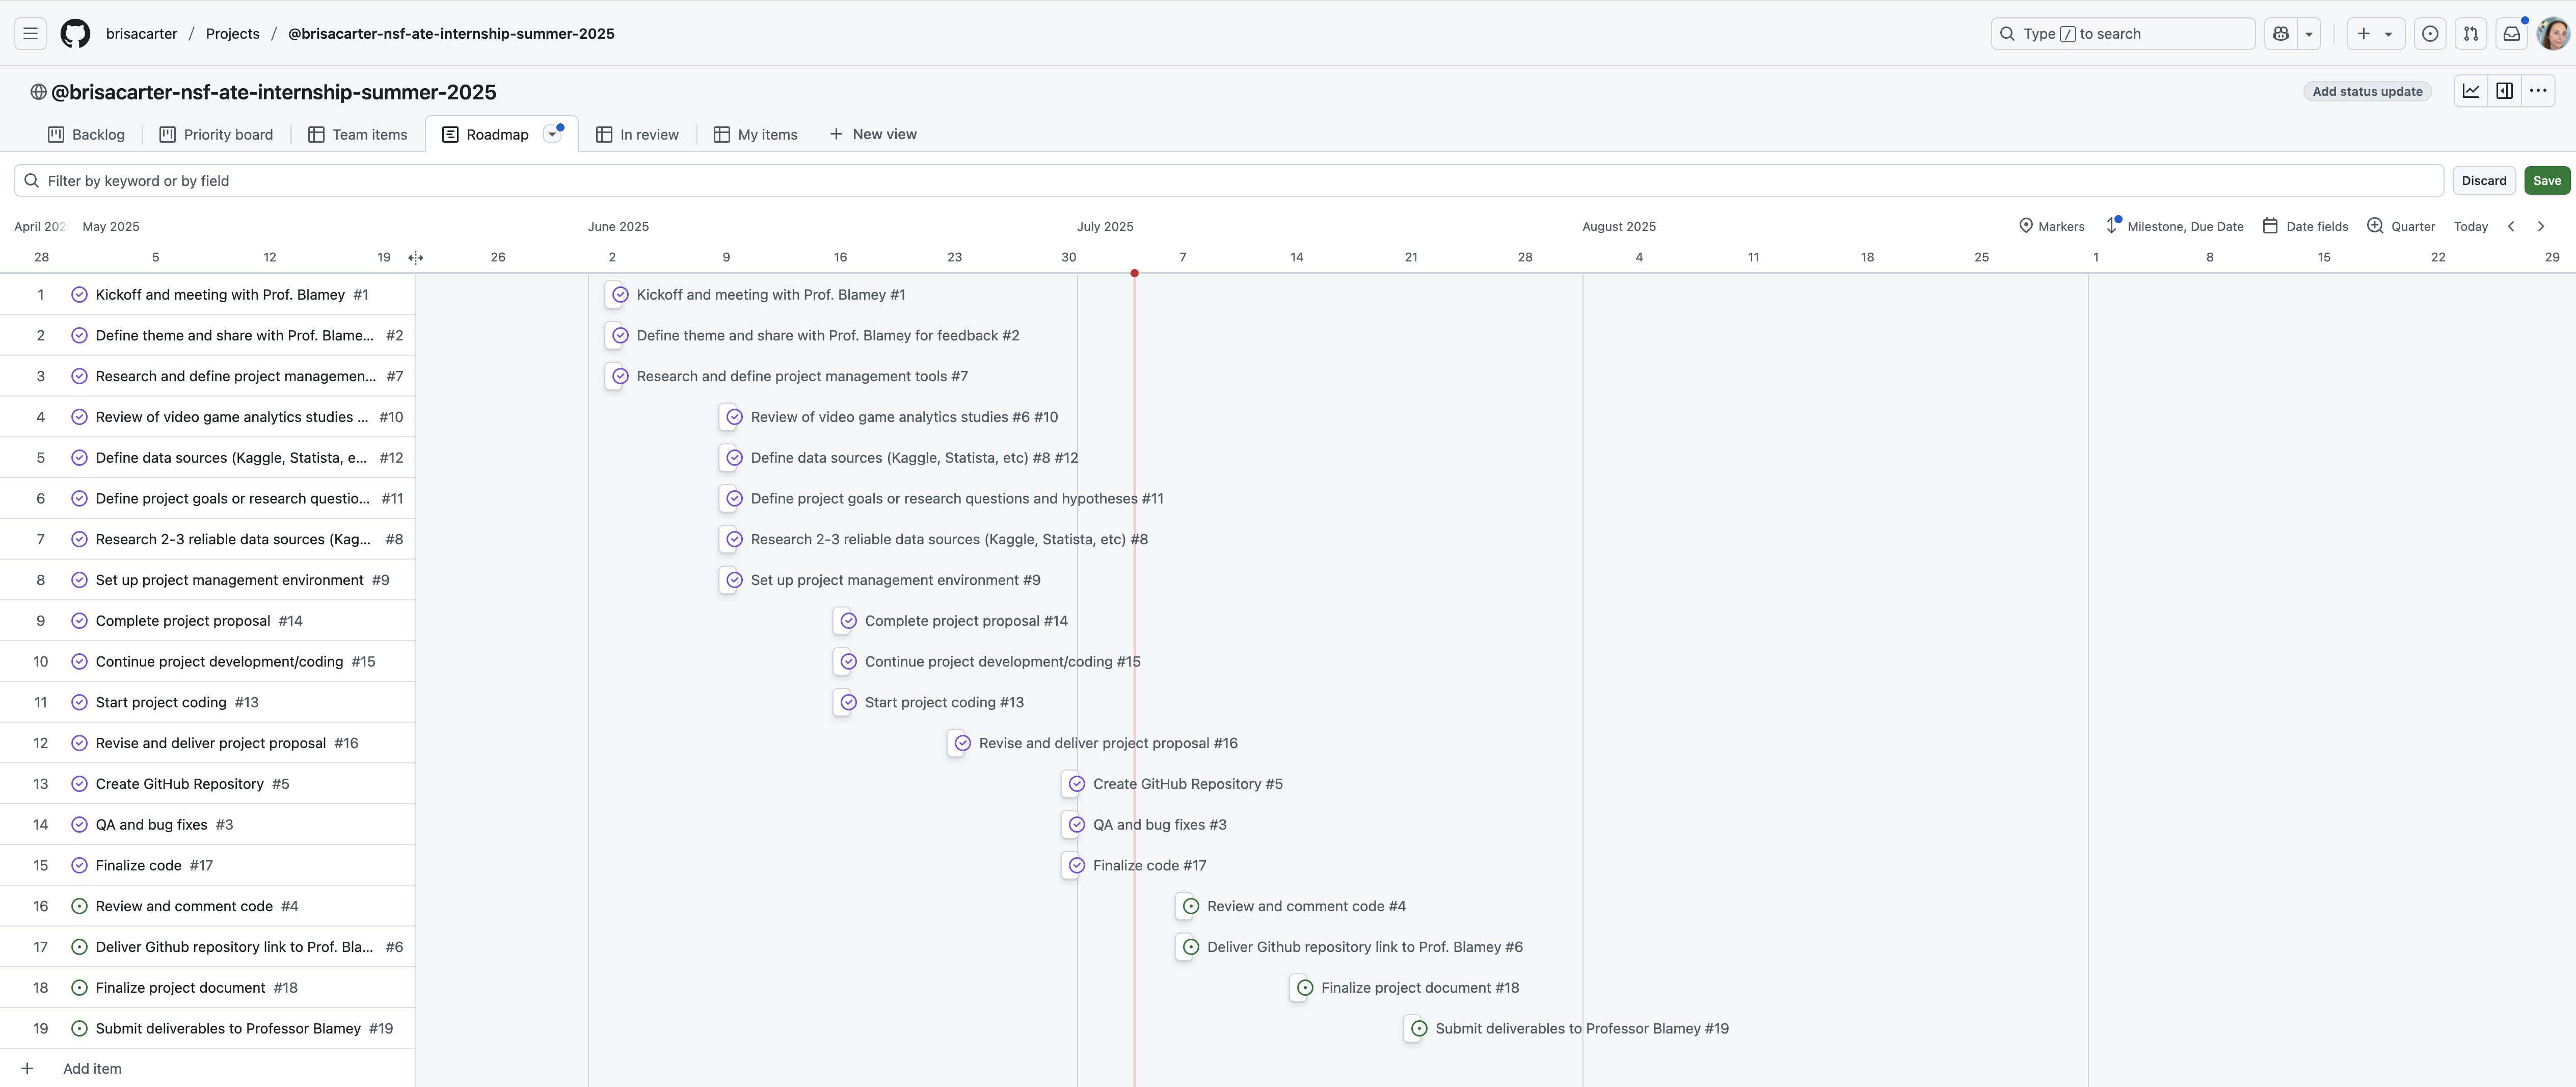 brisacarter / Projects / @brisacarter-nsf-ate-internship-summer-2025
Type / to search
@brisacarter-nsf-ate-internship-summer-2025
Add status update
Backlog Priority board Team items Roadmap In review My items New view
Filter by keyword or by field
Discard Save
April 202 May 2025 June 2025 July 2025 August 2025 Markers Milestone, Due Date Date fields Quarter Today
28 5 12 19 26 2 9 16 23 30 7 14 21 28 4 11 18 25 1 8 15 22 29
1 Kickoff and meeting with Prof. Blamey #1 Kickoff and meeting with Prof. Blamey #1
2 Define theme and share with Prof. Blame... #2 Define theme and share with Prof. Blamey for feedback #2
3 Research and define project managemen... #7 Research and define project management tools #7
4 Review of video game analytics studies ... #10 Review of video game analytics studies #6 #10
5 Define data sources (Kaggle, Statista, e... #12 Define data sources (Kaggle, Statista, etc) #8 #12
6 Define project goals or research questio... #11 Define project goals or research questions and hypotheses #11
7 Research 2-3 reliable data sources (Kag... #8 Research 2-3 reliable data sources (Kaggle, Statista, etc) #8
8 Set up project management environment #9 Set up project management environment #9
9 Complete project proposal #14 Complete project proposal #14
10 Continue project development/coding #15 Continue project development/coding #15
11 Start project coding #13 Start project coding #13
12 Revise and deliver project proposal #16 Revise and deliver project proposal #16
13 Create GitHub Repository #5 Create GitHub Repository #5
14 QA and bug fixes #3 QA and bug fixes #3
15 Finalize code #17 Finalize code #17
16 Review and comment code #4 Review and comment code #4
17 Deliver Github repository link to Prof. Bla... #6 Deliver Github repository link to Prof. Blamey #6
18 Finalize project document #18 Finalize project document #18
19 Submit deliverables to Professor Blamey #19 Submit deliverables to Professor Blamey #19
+ Add item